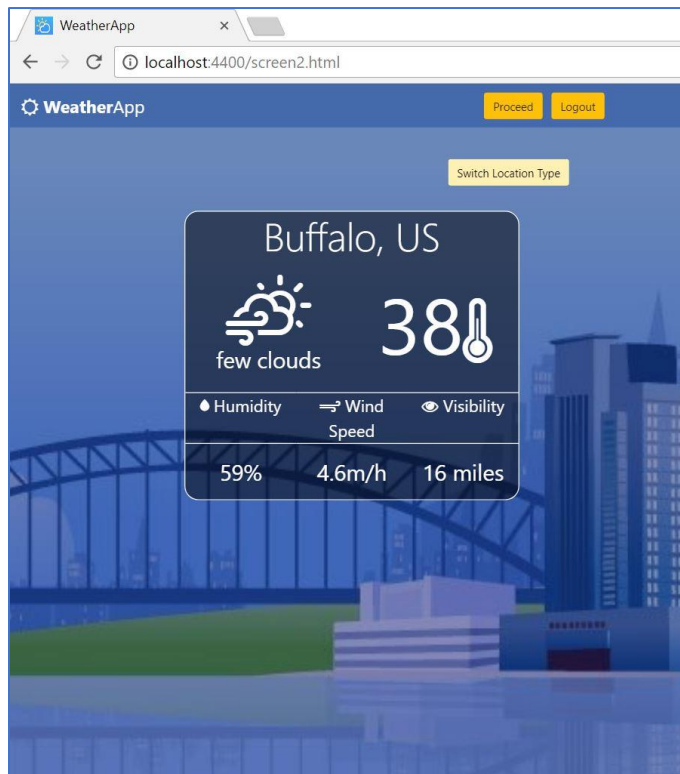 WeatherApp
localhost:4400/screen2.html
WeatherApp
Proceed Logout
Switch Location Type
Buffalo, US
38
few clouds
Humidity Wind Speed Visibility
59% 4.6m/h 16 miles